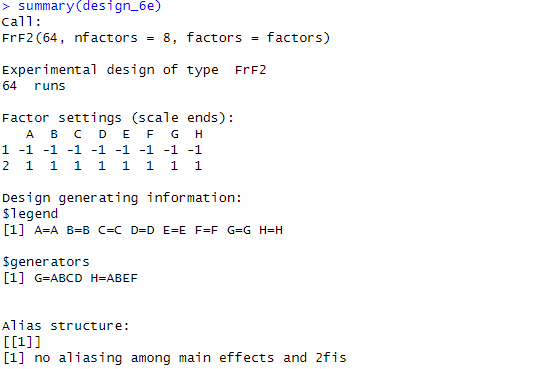 > summary(design_6e)
Call:
FrF2(64, nfactors = 8, factors = factors)
Experimental design of type  FrF2
64  runs
Factor settings (scale ends):
   A  B  C  D  E  F  G  H
1 -1 -1 -1 -1 -1 -1 -1 -1
2  1  1  1  1  1  1  1  1
Design generating information:
$legend
[1] A=A B=B C=C D=D E=E F=F G=G H=H
$generators
[1] G=ABCD H=ABEF
Alias structure:
[[1]]
[1] no aliasing among main effects and 2fis